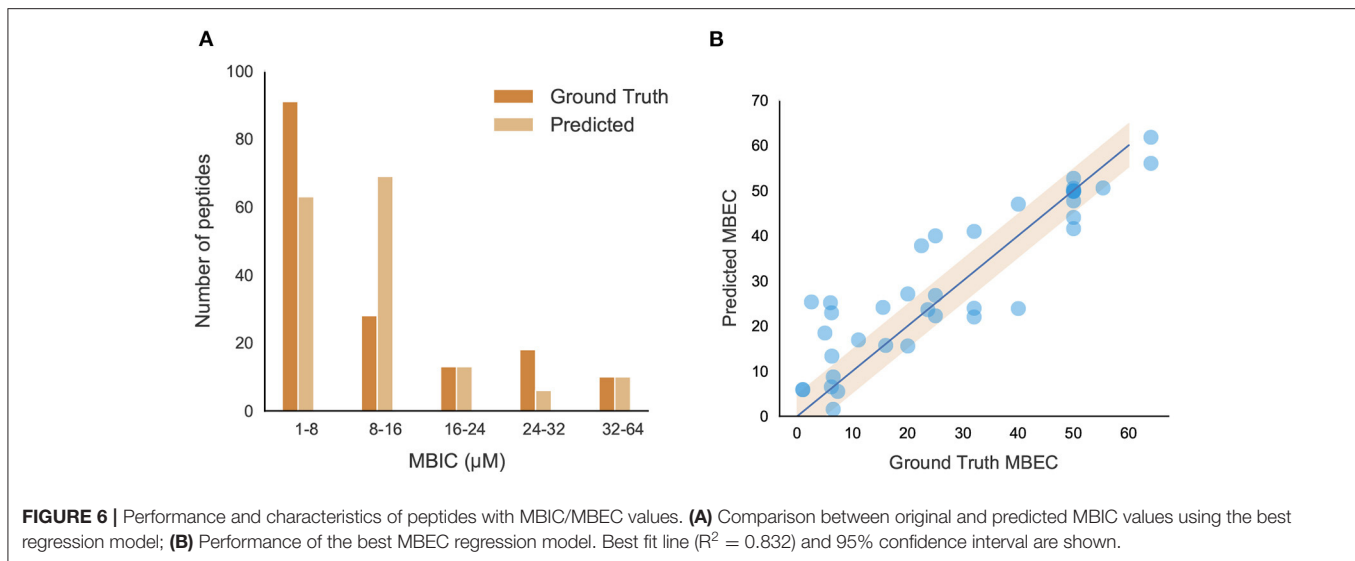 A
100
80
60
40
20
0
Number of peptides
Ground Truth
Predicted
1-8
8-16
16-24
24-32
32-64
MBIC (µM)
B
70
60
50
40
30
20
10
0
Predicted MBEC
0
10
20
30
40
50
60
Ground Truth MBEC
FIGURE 6 | Performance and characteristics of peptides with MBIC/MBEC values. (A) Comparison between original and predicted MBIC values using the best
regression model; (B) Performance of the best MBEC regression model. Best fit line (R² = 0.832) and 95% confidence interval are shown.